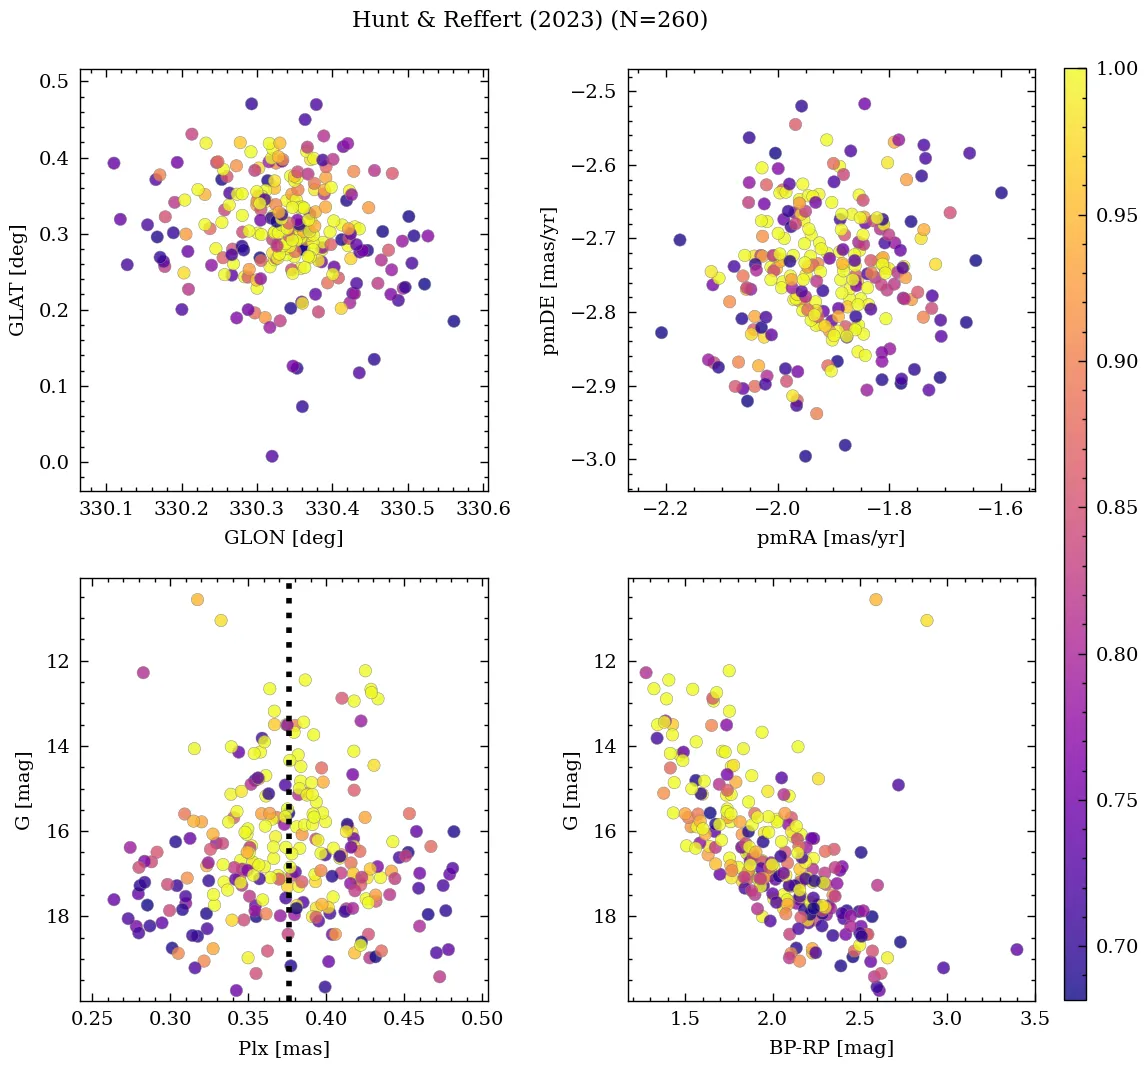 Hunt & Reffert (2023) (N=260)
0.5
0.4
0.3
0.2
0.1
0.0
GLAT [deg]
330.1 330.2 330.3 330.4 330.5 330.6
GLON [deg]
−2.5
−2.6
−2.7
−2.8
−2.9
−3.0
pmDE [mas/yr]
−2.2 −2.0 −1.8 −1.6
pmRA [mas/yr]
12
14
16
18
G [mag]
0.25 0.30 0.35 0.40 0.45 0.50
Plx [mas]
12
14
16
18
G [mag]
1.5 2.0 2.5 3.0 3.5
BP-RP [mag]
1.00
0.95
0.90
0.85
0.80
0.75
0.70